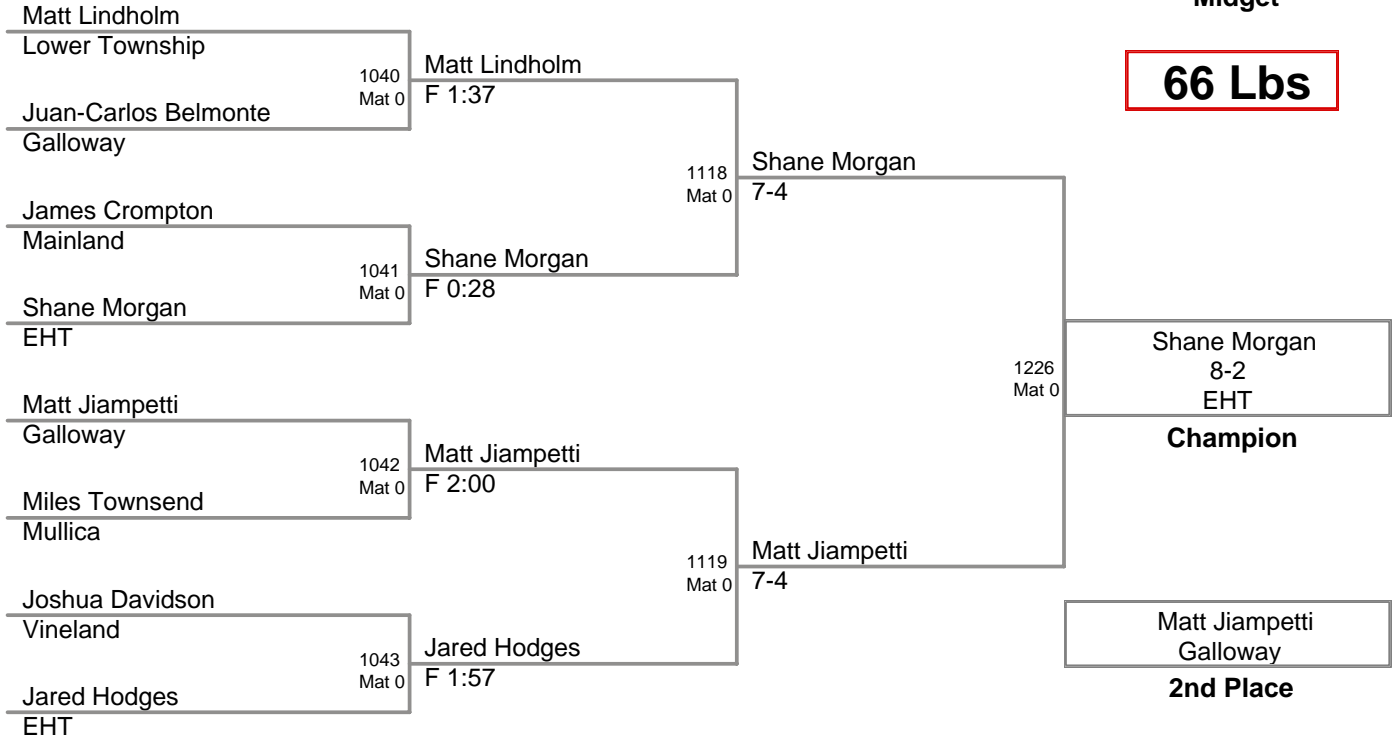 Midget
66 Lbs
Matt Lindholm
Lower Township
1040
Mat 0
Juan-Carlos Belmonte
Galloway
Matt Lindholm
F 1:37
James Crompton
Mainland
1041
Mat 0
Shane Morgan
EHT
Shane Morgan
F 0:28
1118
Mat 0
Shane Morgan
7-4
Matt Jiampetti
Galloway
1042
Mat 0
Miles Townsend
Mullica
Matt Jiampetti
F 2:00
Joshua Davidson
Vineland
1043
Mat 0
Jared Hodges
EHT
Jared Hodges
F 1:57
1119
Mat 0
Matt Jiampetti
7-4
1226
Mat 0
Shane Morgan
8-2
EHT
Champion
Matt Jiampetti
Galloway
2nd Place